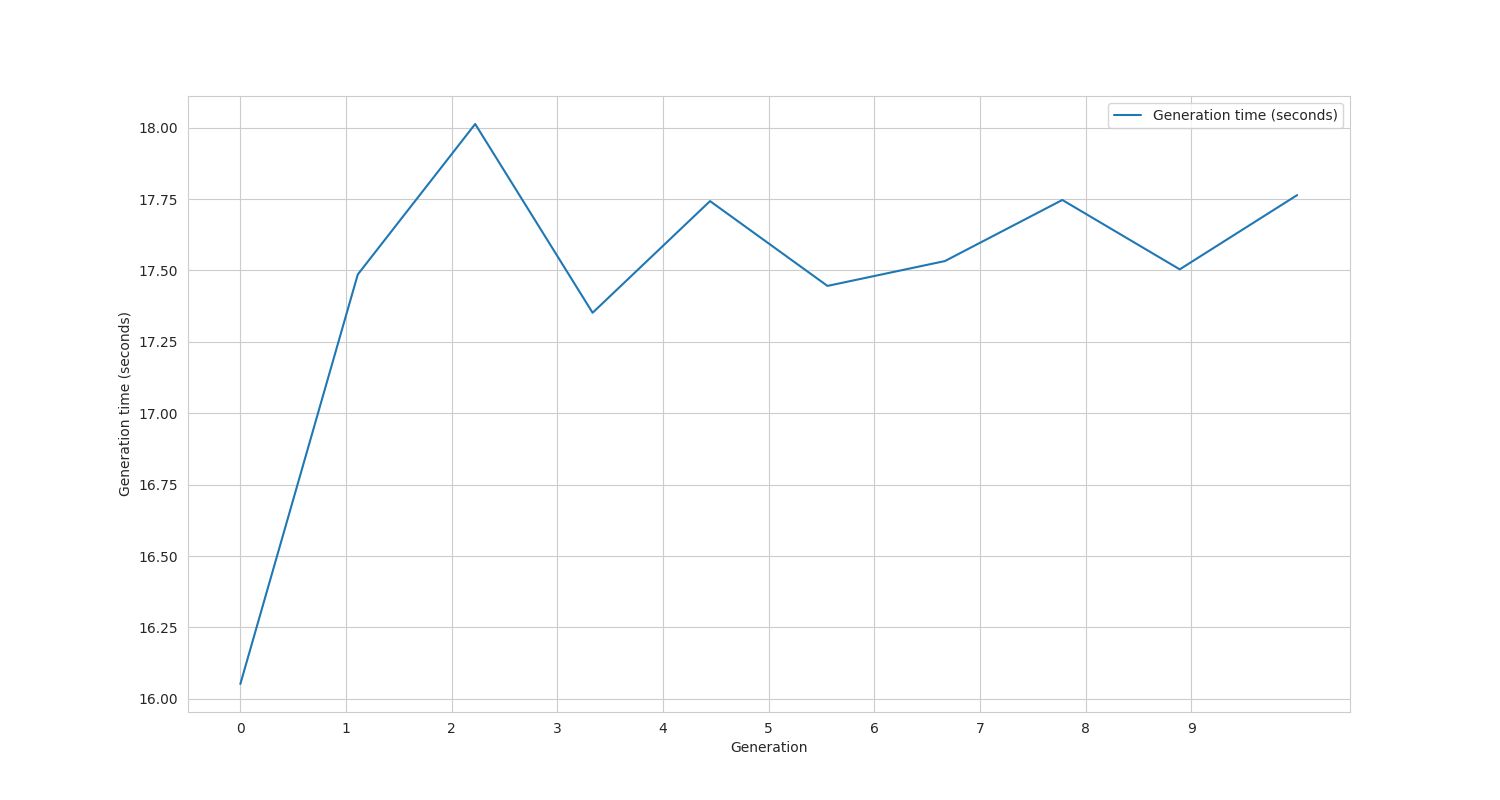 Generation time (seconds)
18.00
17.75
17.50
17.25
17.00
16.75
16.50
16.25
16.00
Generation time (seconds)
0 1 2 3 4 5 6 7 8 9
Generation